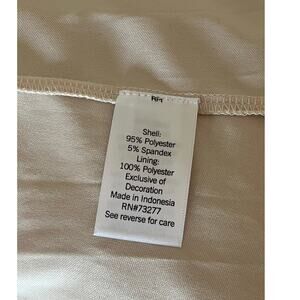 Shell:
95% Polyester
5% Spandex
Lining:
100% Polyester
Exclusive of
Decoration
Made in Indonesia
RN#73277
See reverse for care